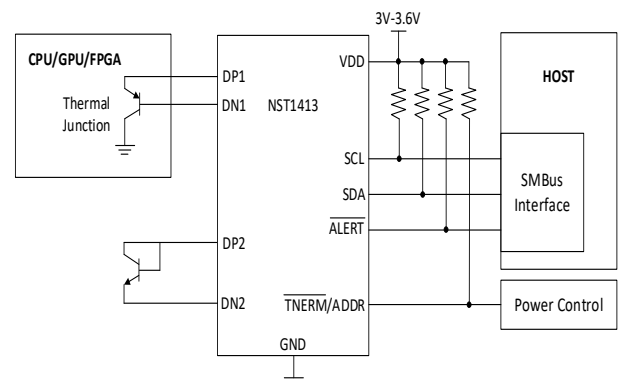 3V-3.6V
CPU/GPU/FPGA
Thermal
Junction
DP1
DN1
NST1413
VDD
HOST
SCL
SDA
ALERT
SMBus
Interface
DP2
DN2
TNERM/ADDR
GND
Power Control